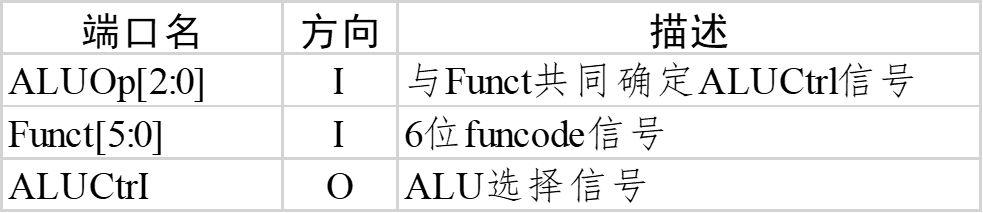 端口名 方向 描述
ALUOp[2:0] I 与Funct共同确定ALUCtrl信号
Funct[5:0] I 6位funcode信号
ALUCtrI O ALU选择信号